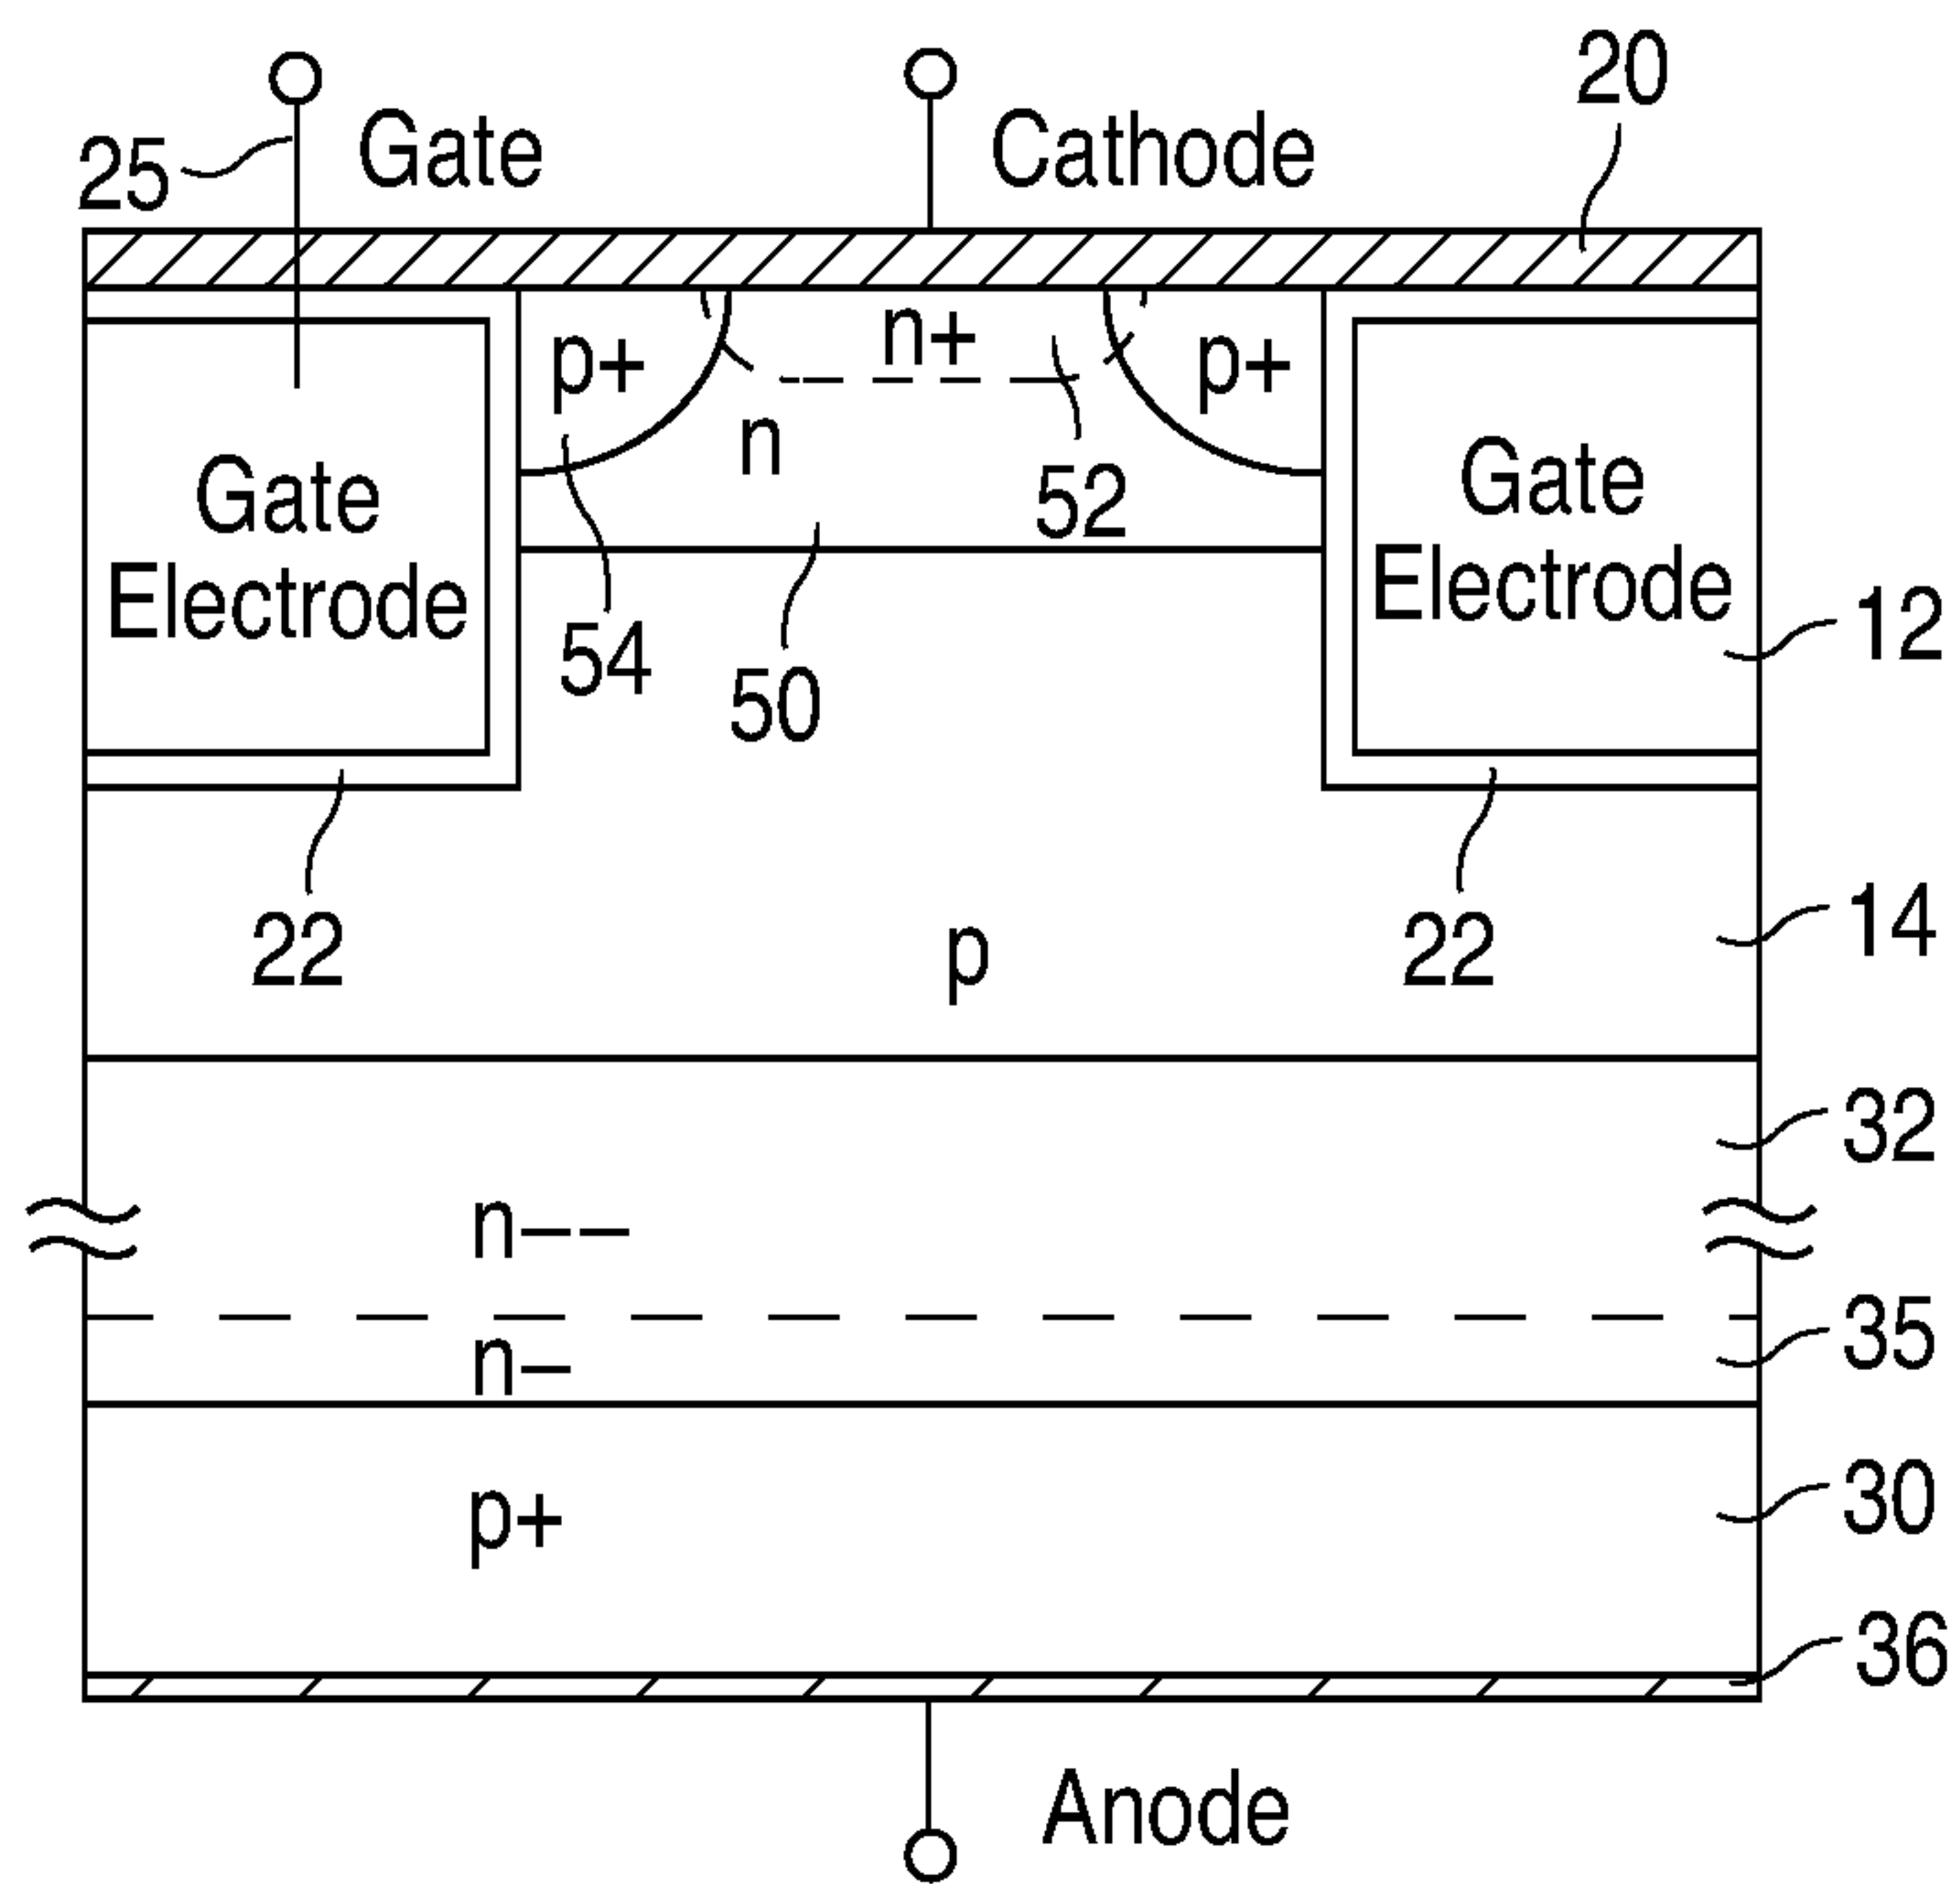 20
25
Gate
Cathode
p+
n+
p+
n
52
Gate
Electrode
Gate
Electrode
12
54
50
22
22
14
p
32
n––
35
n–
30
p+
36
Anode